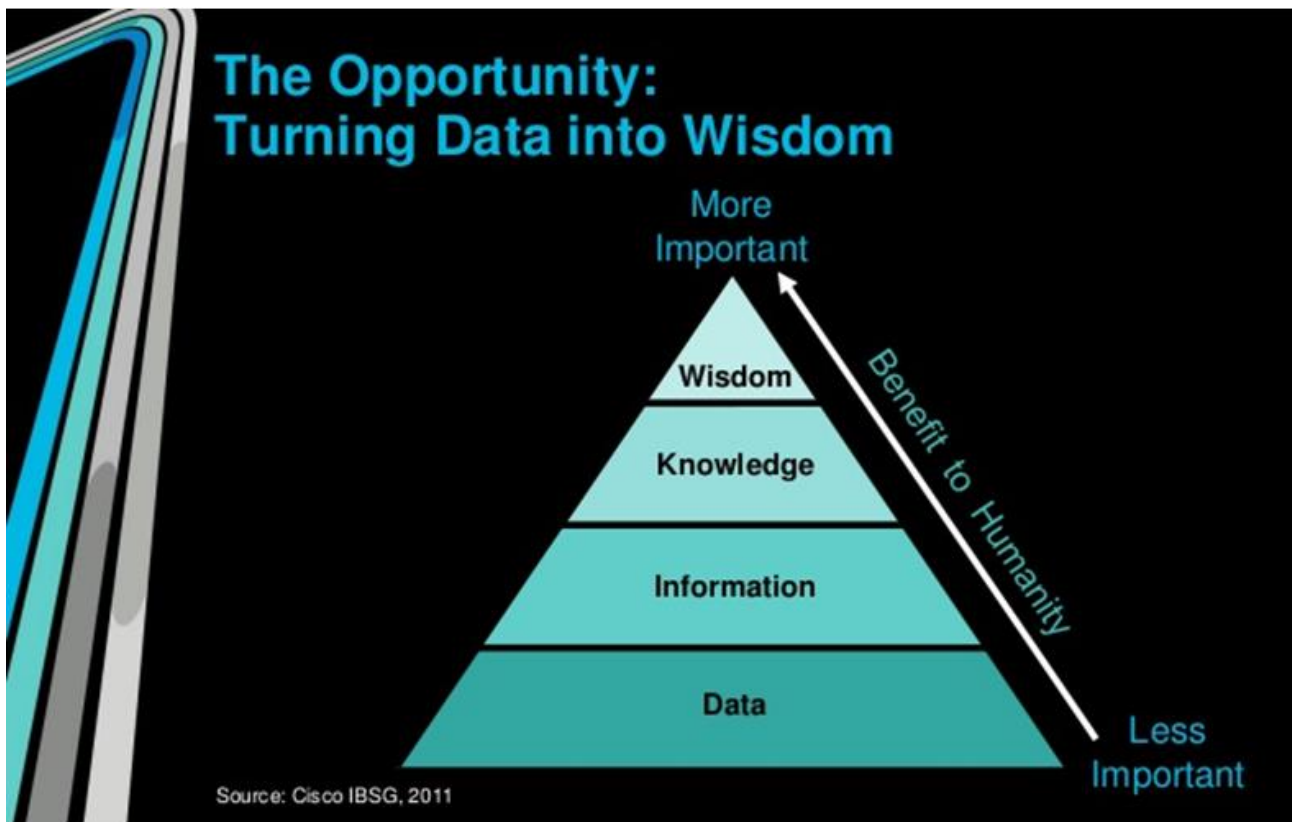 The Opportunity:
Turning Data into Wisdom
More
Important
Wisdom
Knowledge
Information
Data
Benefit to Humanity
Less
Important
Source: Cisco IBSG, 2011